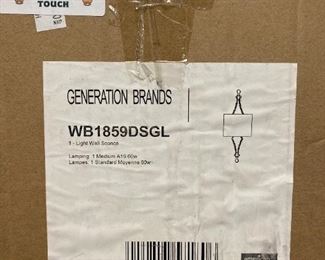 TOUCH
GENERATION BRANDS
WB1859DSGL
1 - Light Wall Sconce
Lamping: 1 Medium A19 60w
Lampes: 1 Standard Moyenne 60w